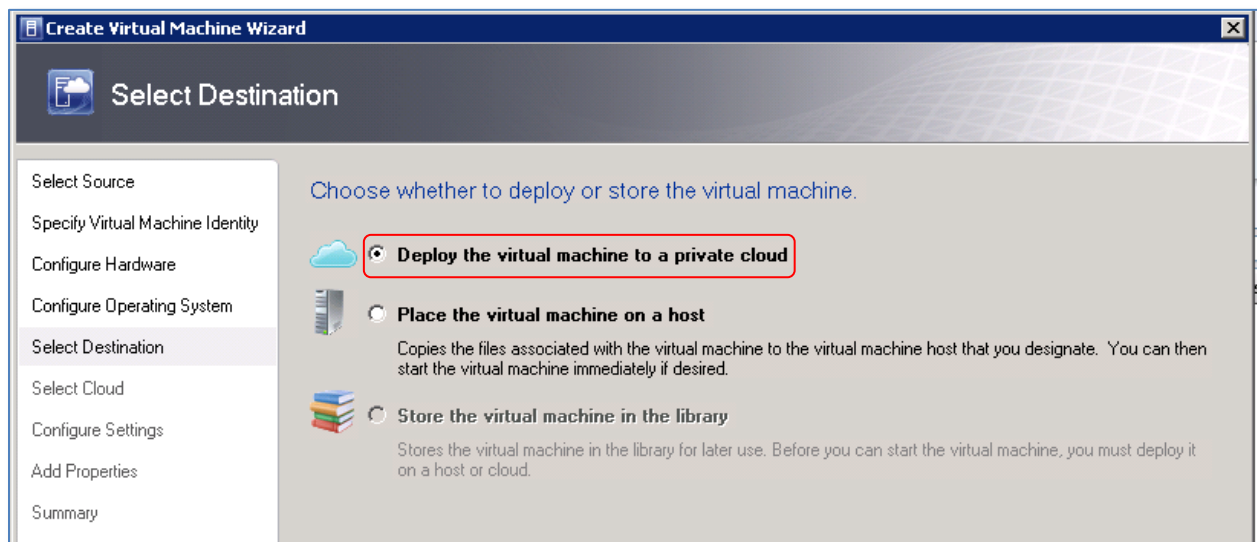 Create Virtual Machine Wizard
Select Destination
Select Source
Specify Virtual Machine Identity
Configure Hardware
Configure Operating System
Select Destination
Select Cloud
Configure Settings
Add Properties
Summary
Choose whether to deploy or store the virtual machine.
Deploy the virtual machine to a private cloud
Place the virtual machine on a host
Copies the files associated with the virtual machine to the virtual machine host that you designate. You can then
start the virtual machine immediately if desired.
Store the virtual machine in the library
Stores the virtual machine in the library for later use. Before you can start the virtual machine, you must deploy it
on a host or cloud.